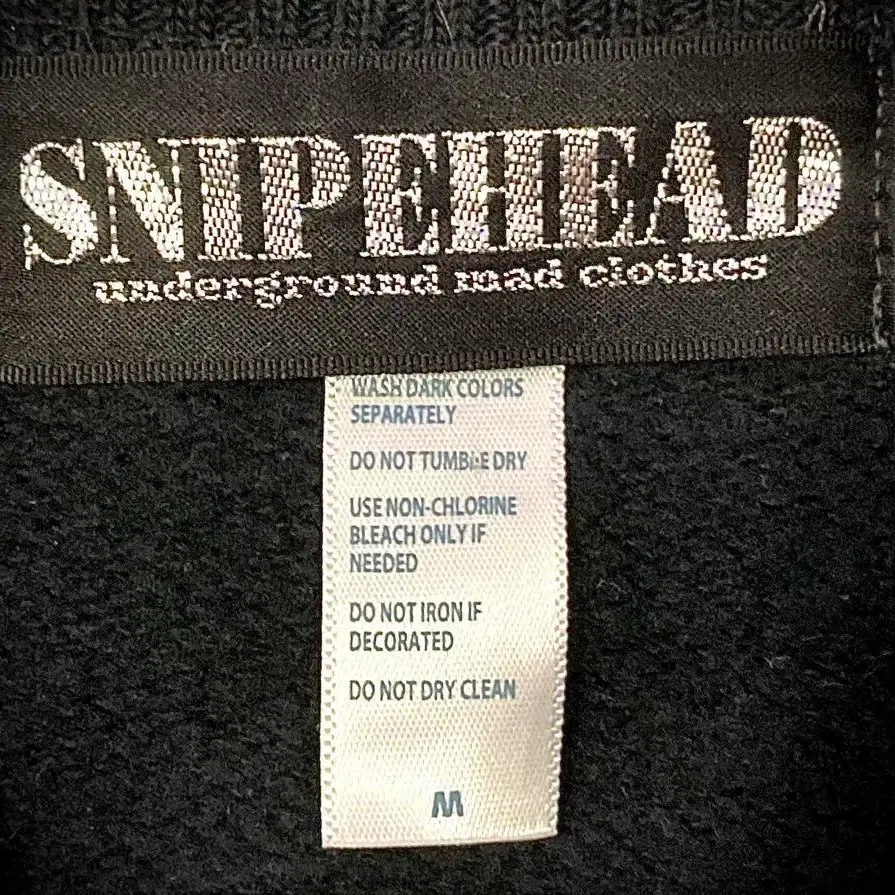 SNIPEHEAD
underground mad clothes
WASH DARK COLORS
SEPARATELY
DO NOT TUMBLE DRY
USE NON-CHLORINE
BLEACH ONLY IF
NEEDED
DO NOT IRON IF
DECORATED
DO NOT DRY CLEAN
M